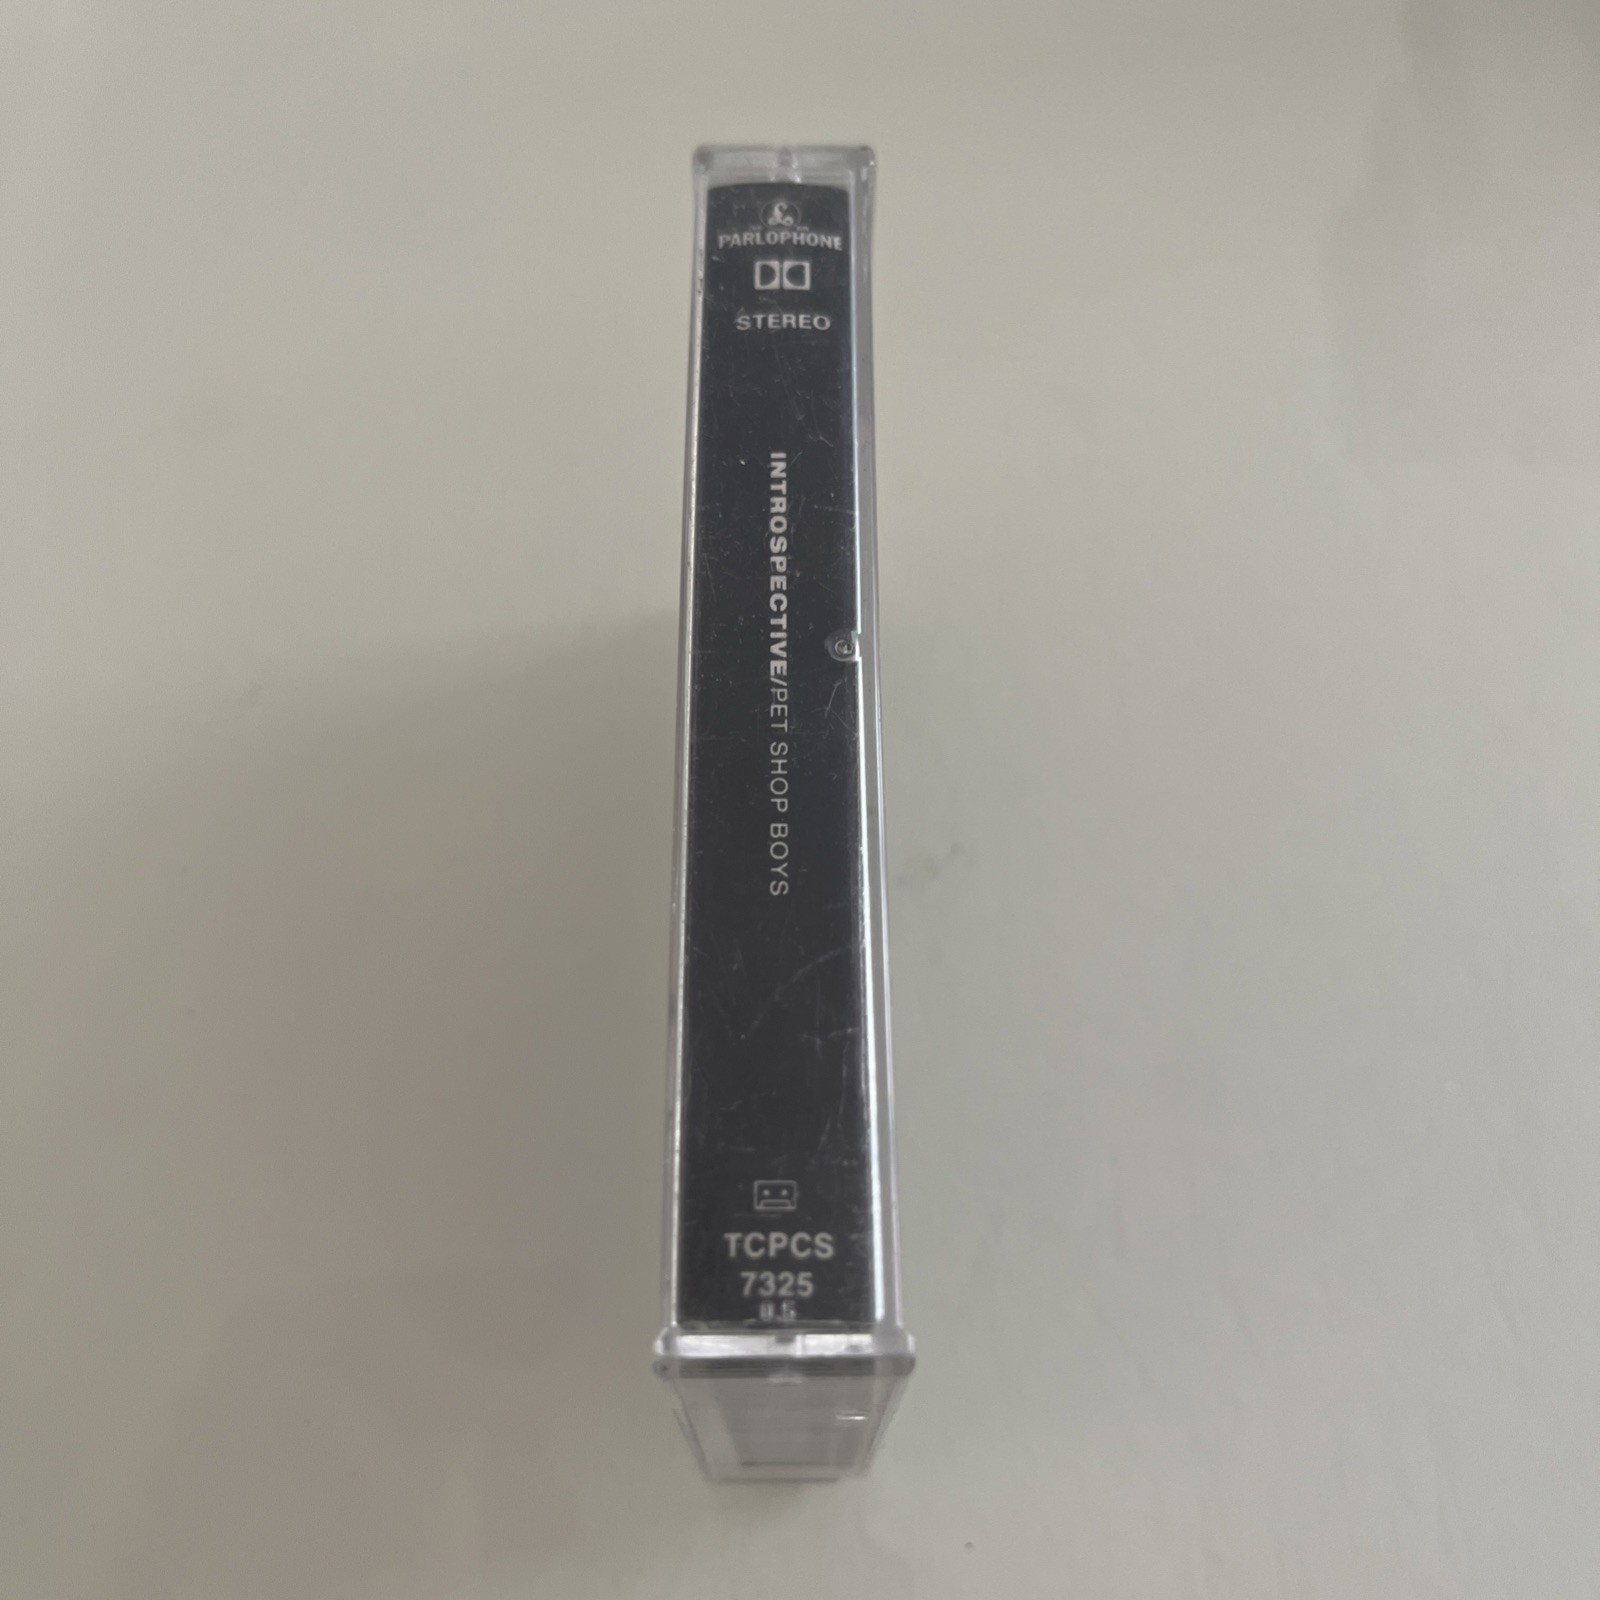 PARLOPHONE
STEREO
INTROSPECTIVE/PET SHOP BOYS
TCPCS
7325